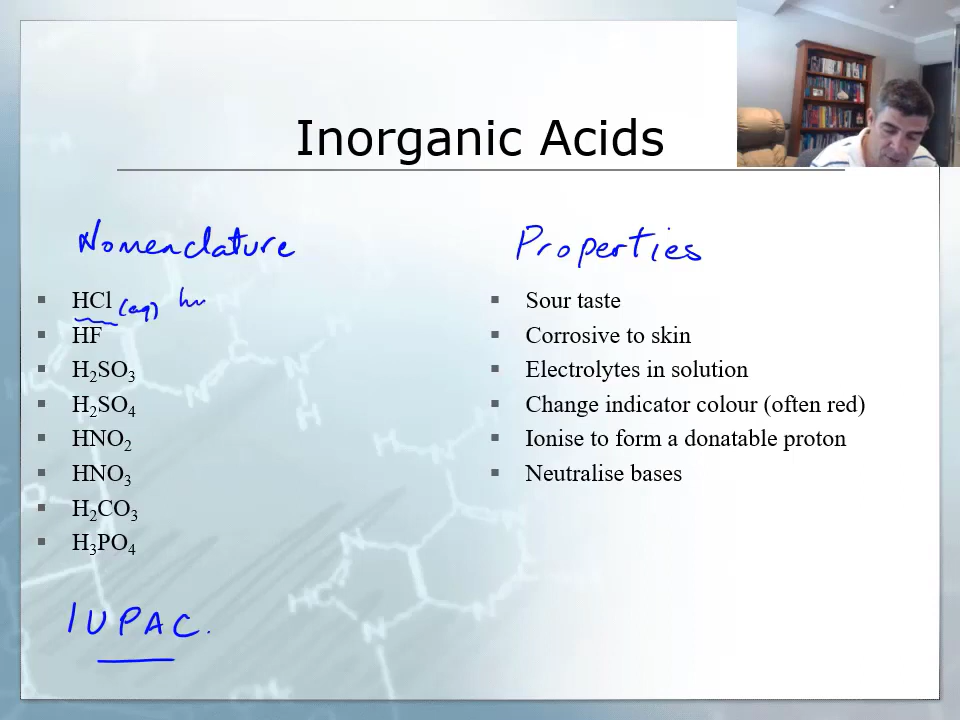 Inorganic Acids
Nomenclature
HCl (aq)
HF
H₂SO₃
H₂SO₄
HNO₂
HNO₃
H₂CO₃
H₃PO₄
IUPAC.
Properties
Sour taste
Corrosive to skin
Electrolytes in solution
Change indicator colour (often red)
Ionise to form a donatable proton
Neutralise bases